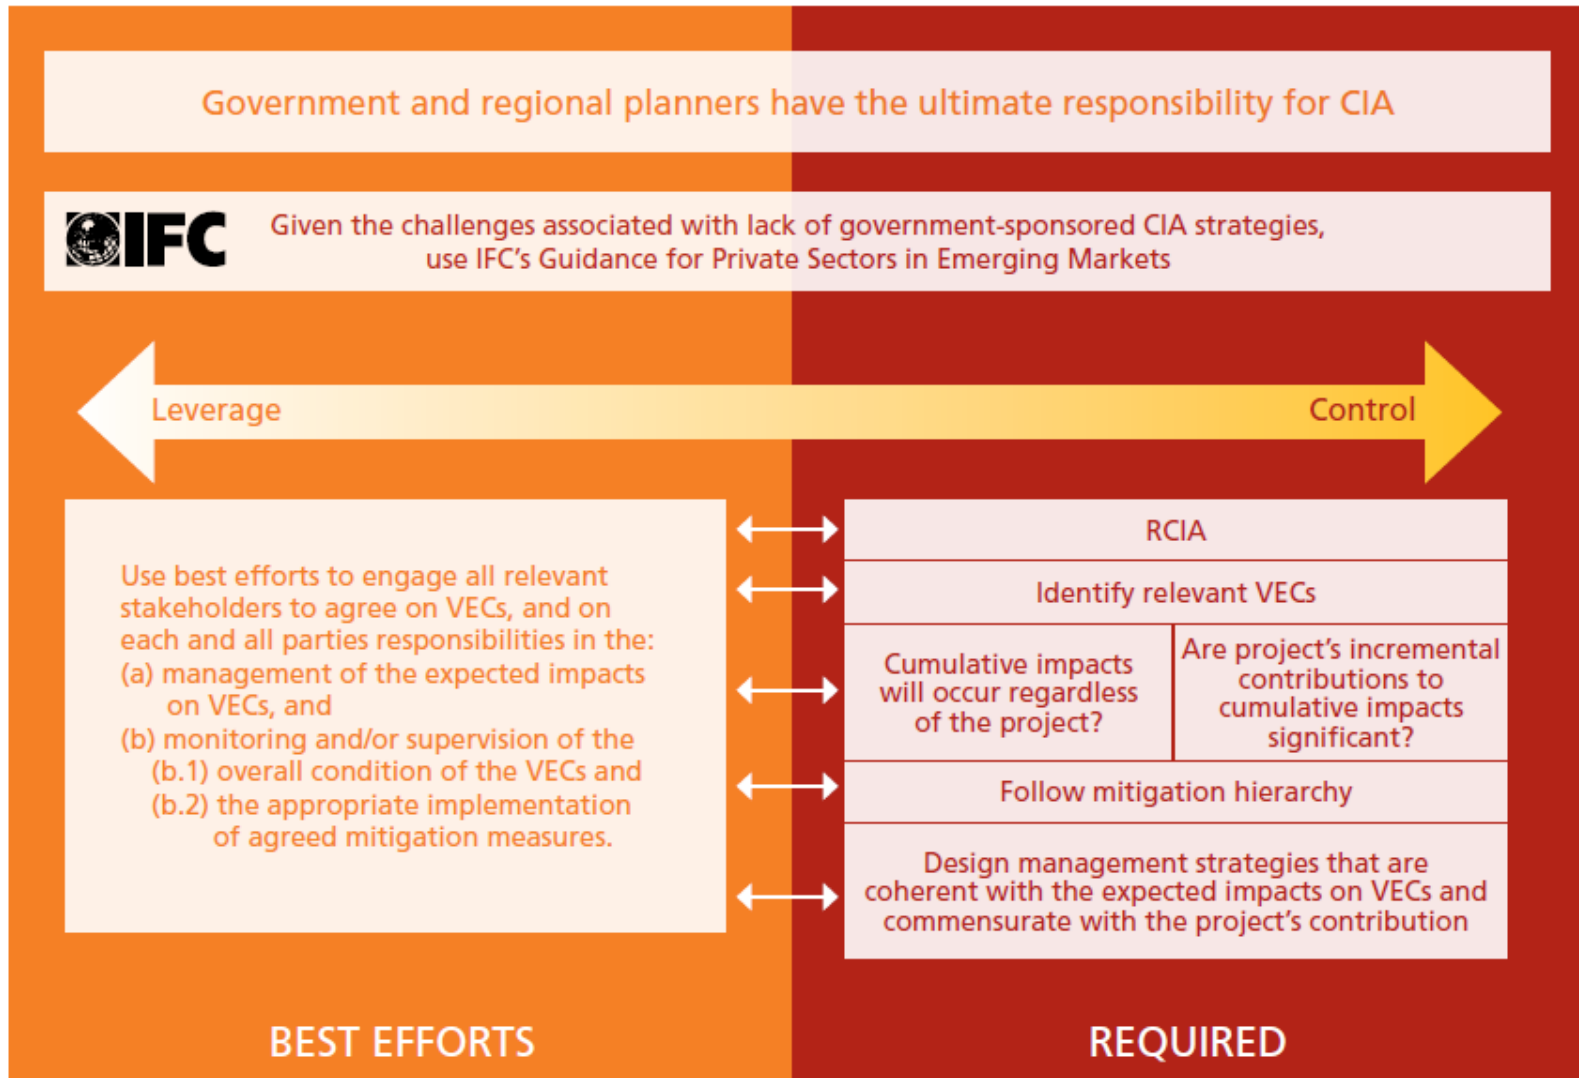 Government and regional planners have the ultimate responsibility for CIA
IFC
Given the challenges associated with lack of government-sponsored CIA strategies,
use IFC's Guidance for Private Sectors in Emerging Markets
Leverage
Control
Use best efforts to engage all relevant
stakeholders to agree on VECs, and on
each and all parties responsibilities in the:
(a) management of the expected impacts
on VECs, and
(b) monitoring and/or supervision of the
(b.1) overall condition of the VECs and
(b.2) the appropriate implementation
of agreed mitigation measures.
RCIA
Identify relevant VECs
Cumulative impacts
will occur regardless
of the project?
Are project's incremental
contributions to
cumulative impacts
significant?
Follow mitigation hierarchy
Design management strategies that are
coherent with the expected impacts on VECs and
commensurate with the project's contribution
BEST EFFORTS
REQUIRED